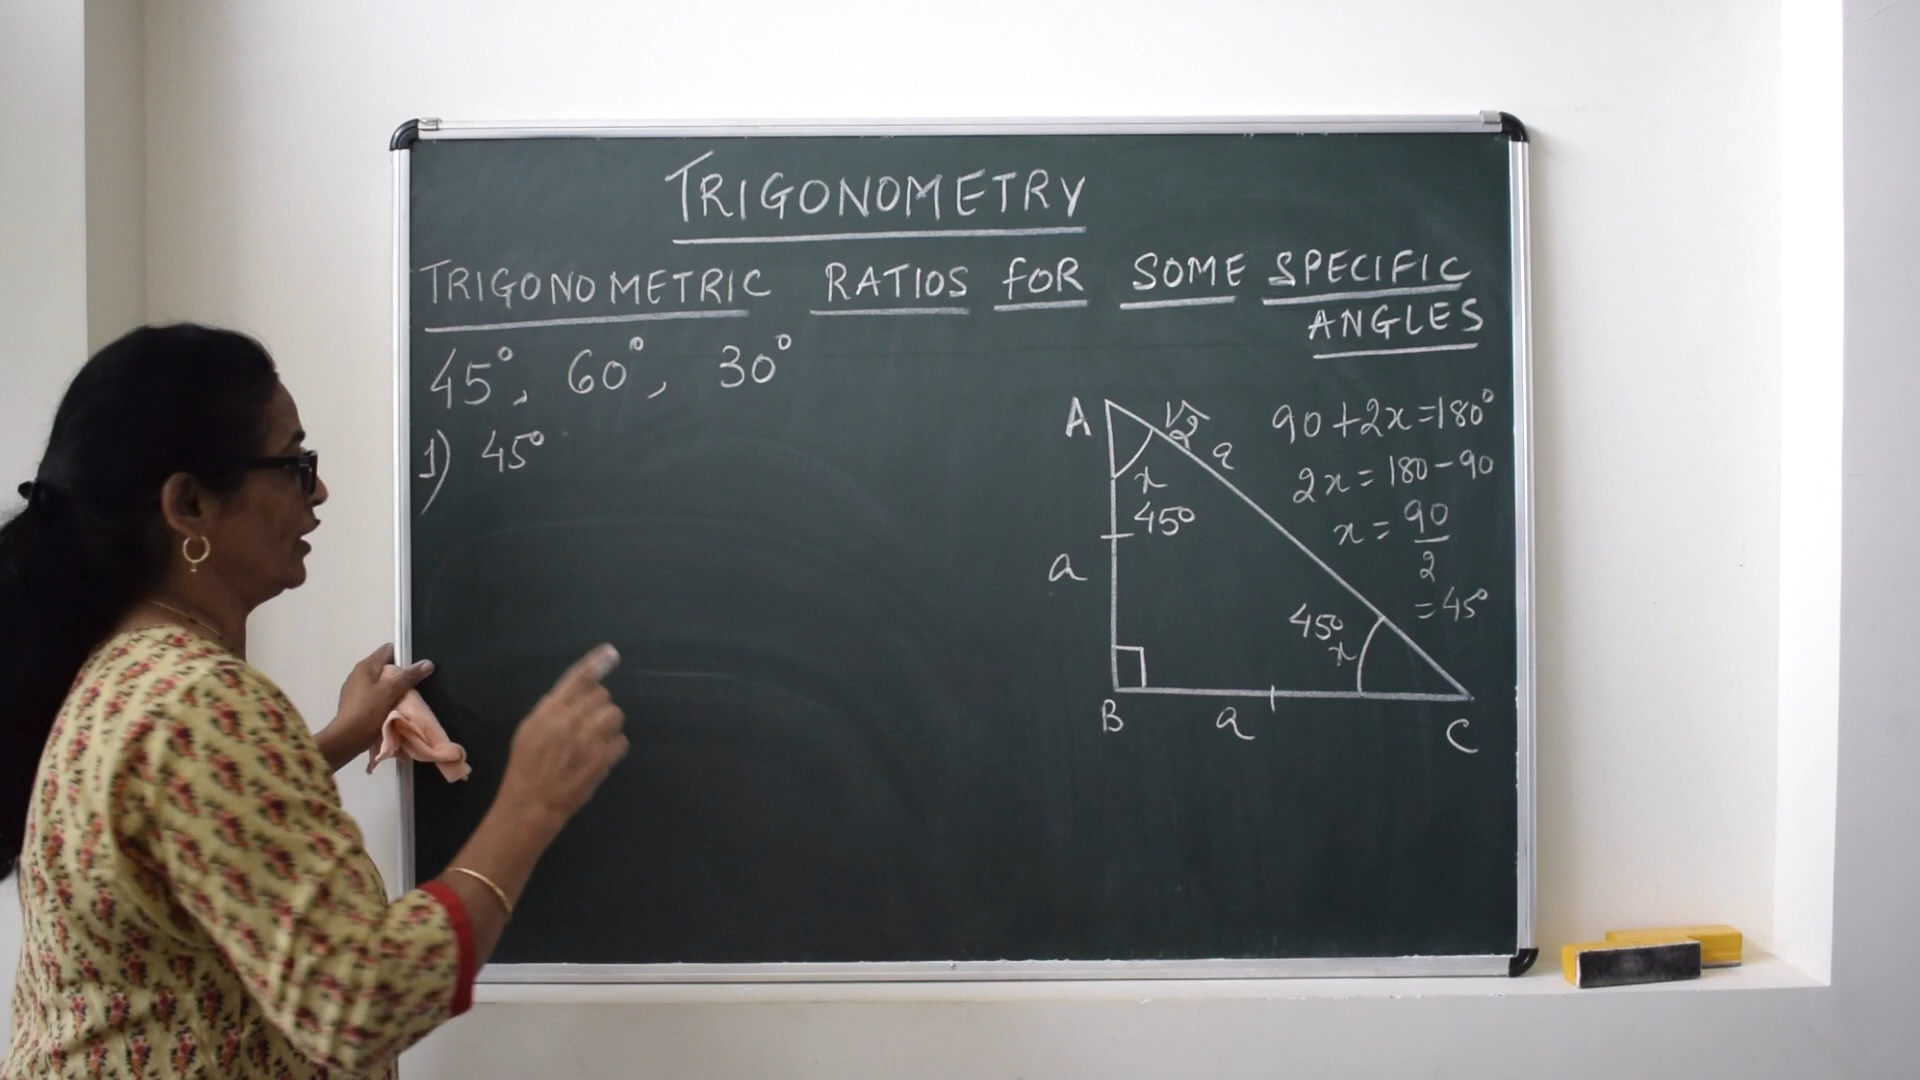 TRIGONOMETRY
TRIGONOMETRIC RATIOS FOR SOME SPECIFIC
ANGLES
45°, 60°, 30°
1) 45°
A
√2 a
x
45°
a
B
a
C
45°
x
90+2x=180°
2x=180-90
x=90/2
=45°